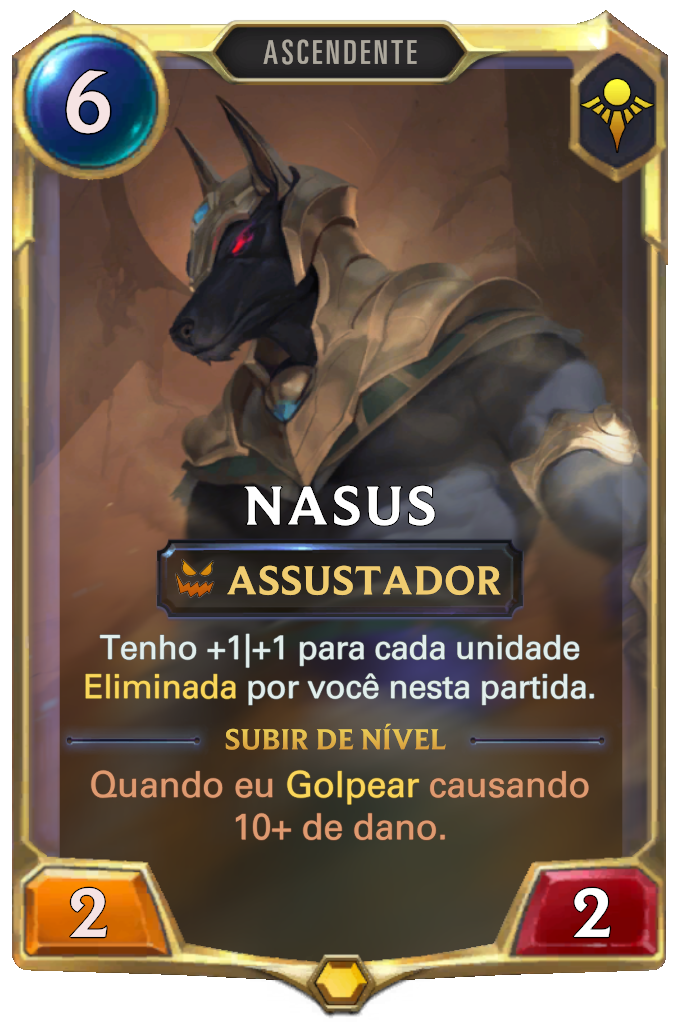 ASCENDENTE
6
NASUS
ASSUSTADOR
Tenho +1|+1 para cada unidade
Eliminada por você nesta partida.
SUBIR DE NÍVEL
Quando eu Golpear causando
10+ de dano.
2
2